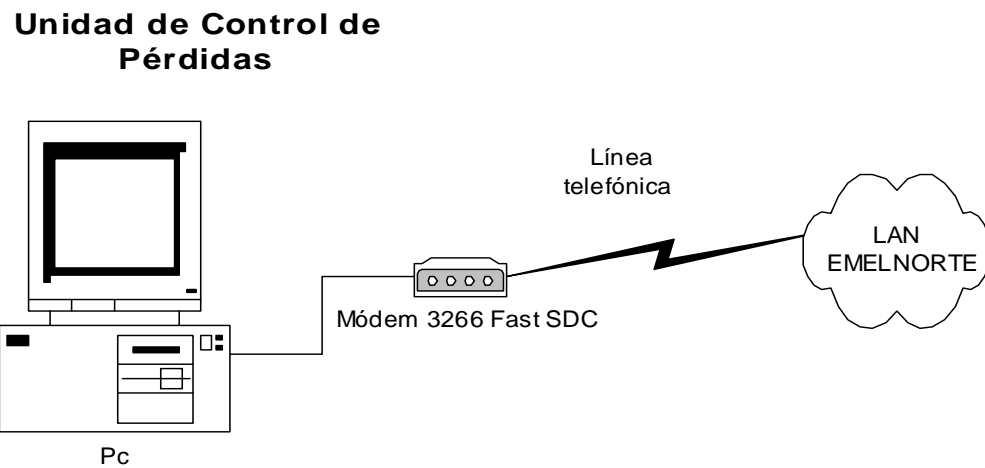 Unidad de Control de
Pérdidas
Línea
telefónica
LAN
EMELNORTE
Módem 3266 Fast SDC
Pc